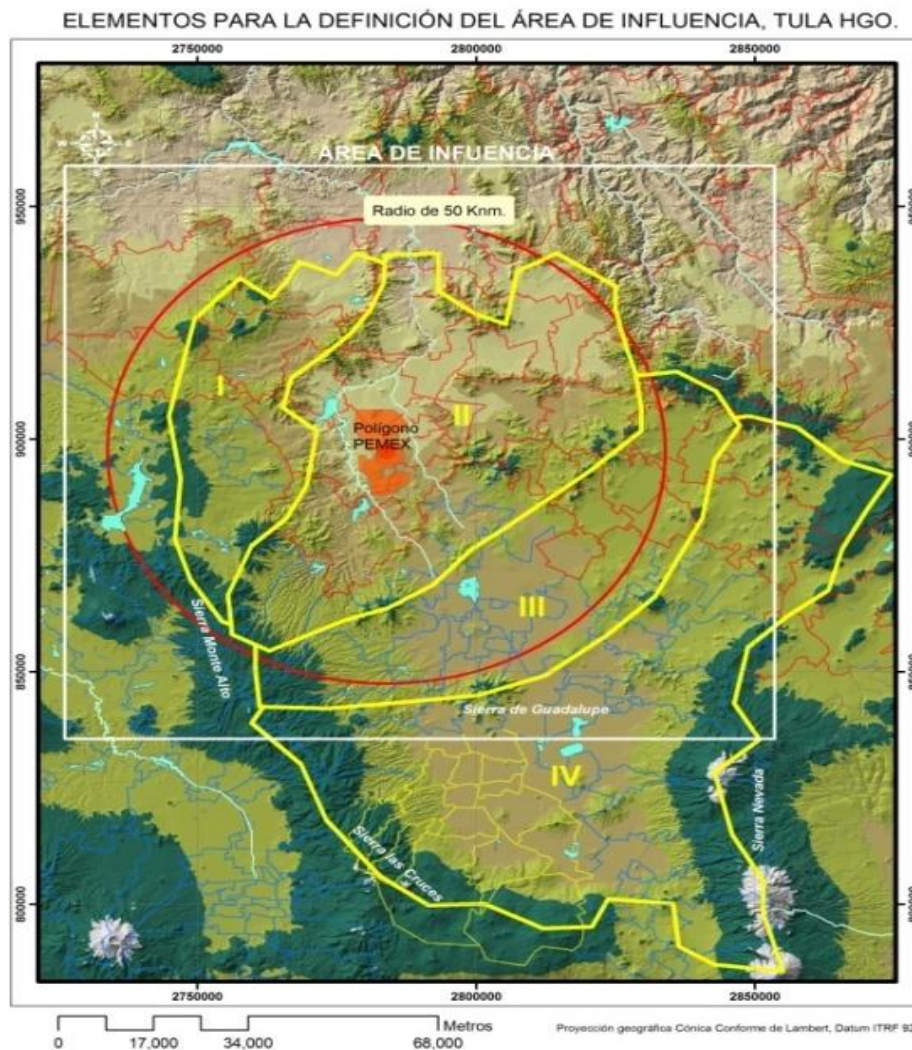 ELEMENTOS PARA LA DEFINICIÓN DEL ÁREA DE INFLUENCIA, TULA HGO.
2750000 2800000 2850000
N
W E
S
ÁREA DE INFUENCIA
950000
Radio de 50 Knm.
I
II
900000 900000
Polígono
PEMEX
III
Sierra Monte Alto
850000 850000
Sierra de Guadalupe
IV
Sierra Nevada
Sierra las Cruces
800000 800000
2750000 2800000 2850000
Metros
0 17,000 34,000 68,000
Proyección geográfica Cónica Conforme de Lambert, Datum ITRF 92